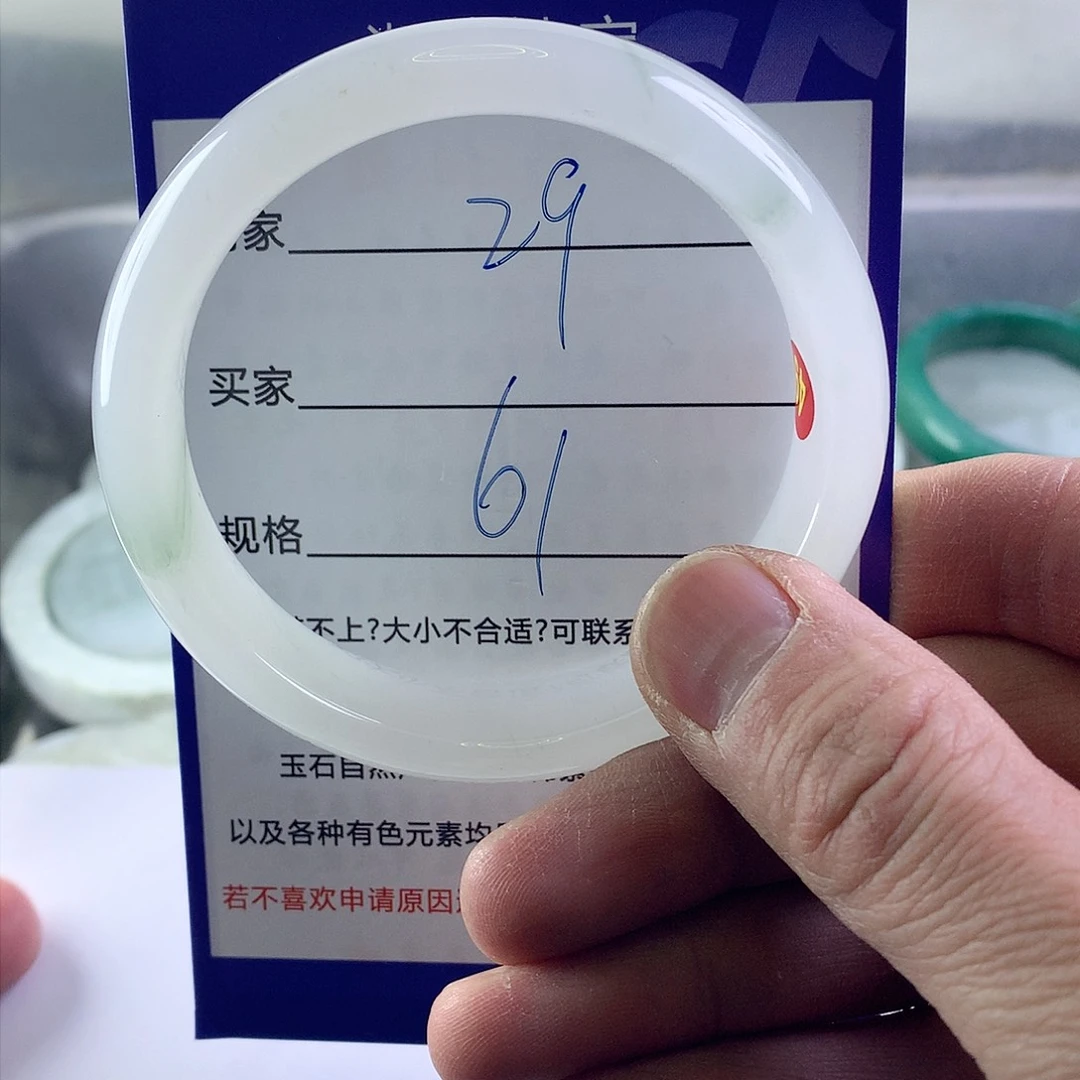 家 29
买家
规格 61
不上?大小不合适?可联系
玉石自然
以及各种有色元素均
若不喜欢申请原因